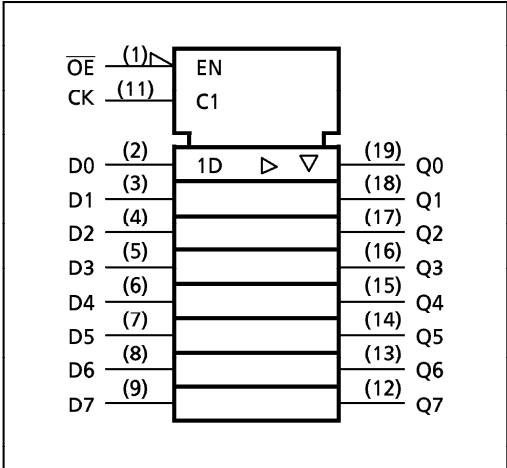 O̅E̅ (1) EN
CK (11) C1
D0 (2) 1D (19) Q0
D1 (3) (18) Q1
D2 (4) (17) Q2
D3 (5) (16) Q3
D4 (6) (15) Q4
D5 (7) (14) Q5
D6 (8) (13) Q6
D7 (9) (12) Q7